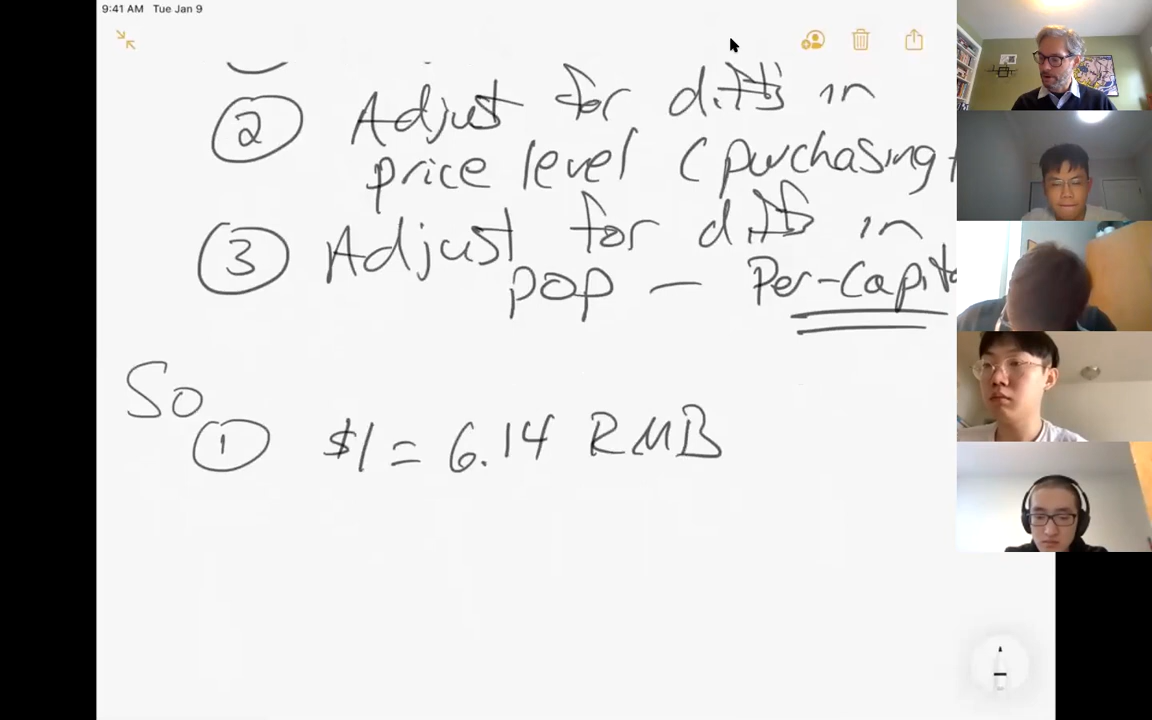 9:41 AM Tue Jan 9
② Adjust for diffs in
price level (purchasing
③ Adjust for diffs in
pop — Per-Capita
So
① $1 = 6.14 RMB